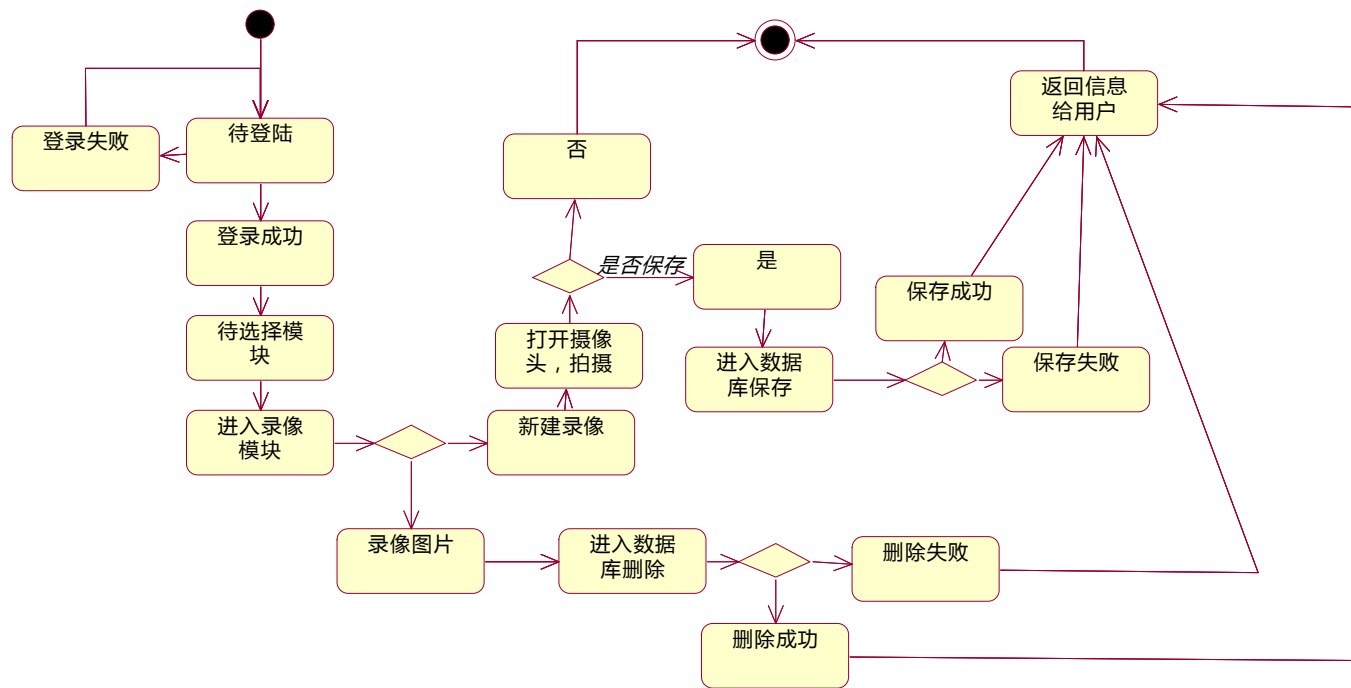 返回信息
给用户
待登陆
登录失败
否
登录成功
是否保存
是
保存成功
待选择模
块
打开摄像
头，拍摄
进入数据
库保存
保存失败
进入录像
模块
新建录像
录像图片
进入数据
库删除
删除失败
删除成功